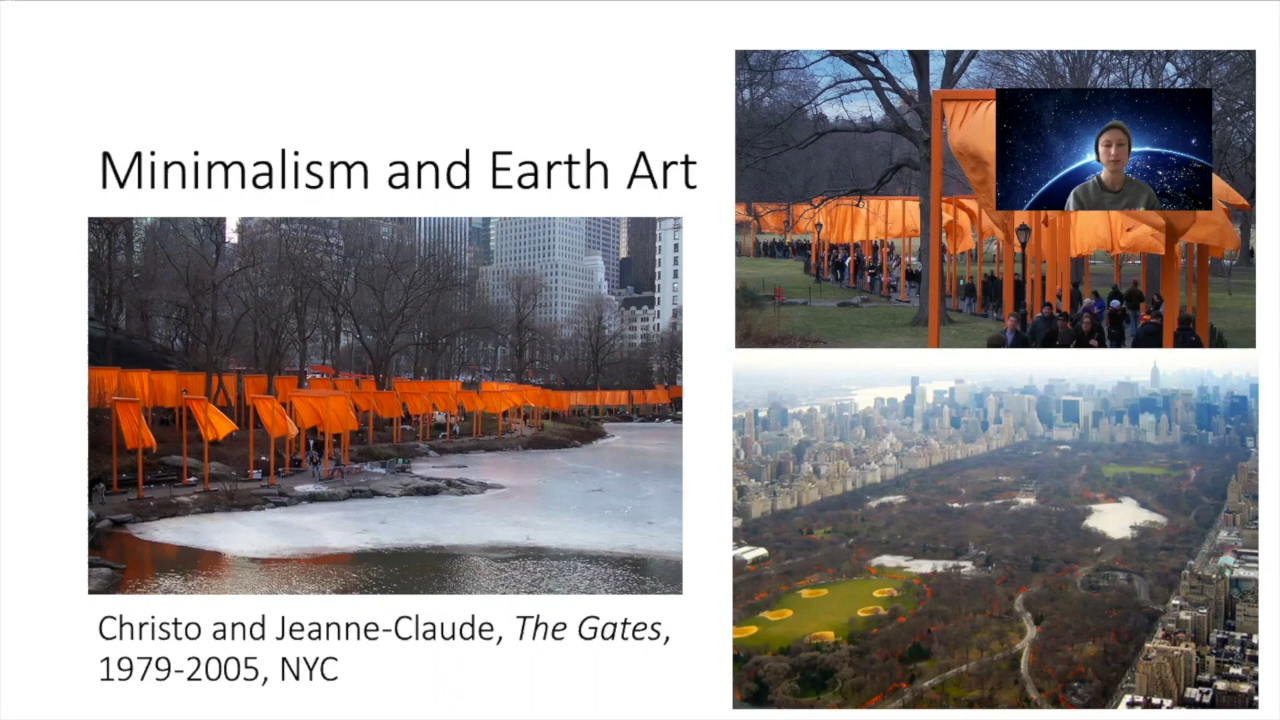 Minimalism and Earth Art
Christo and Jeanne-Claude, The Gates,
1979-2005, NYC